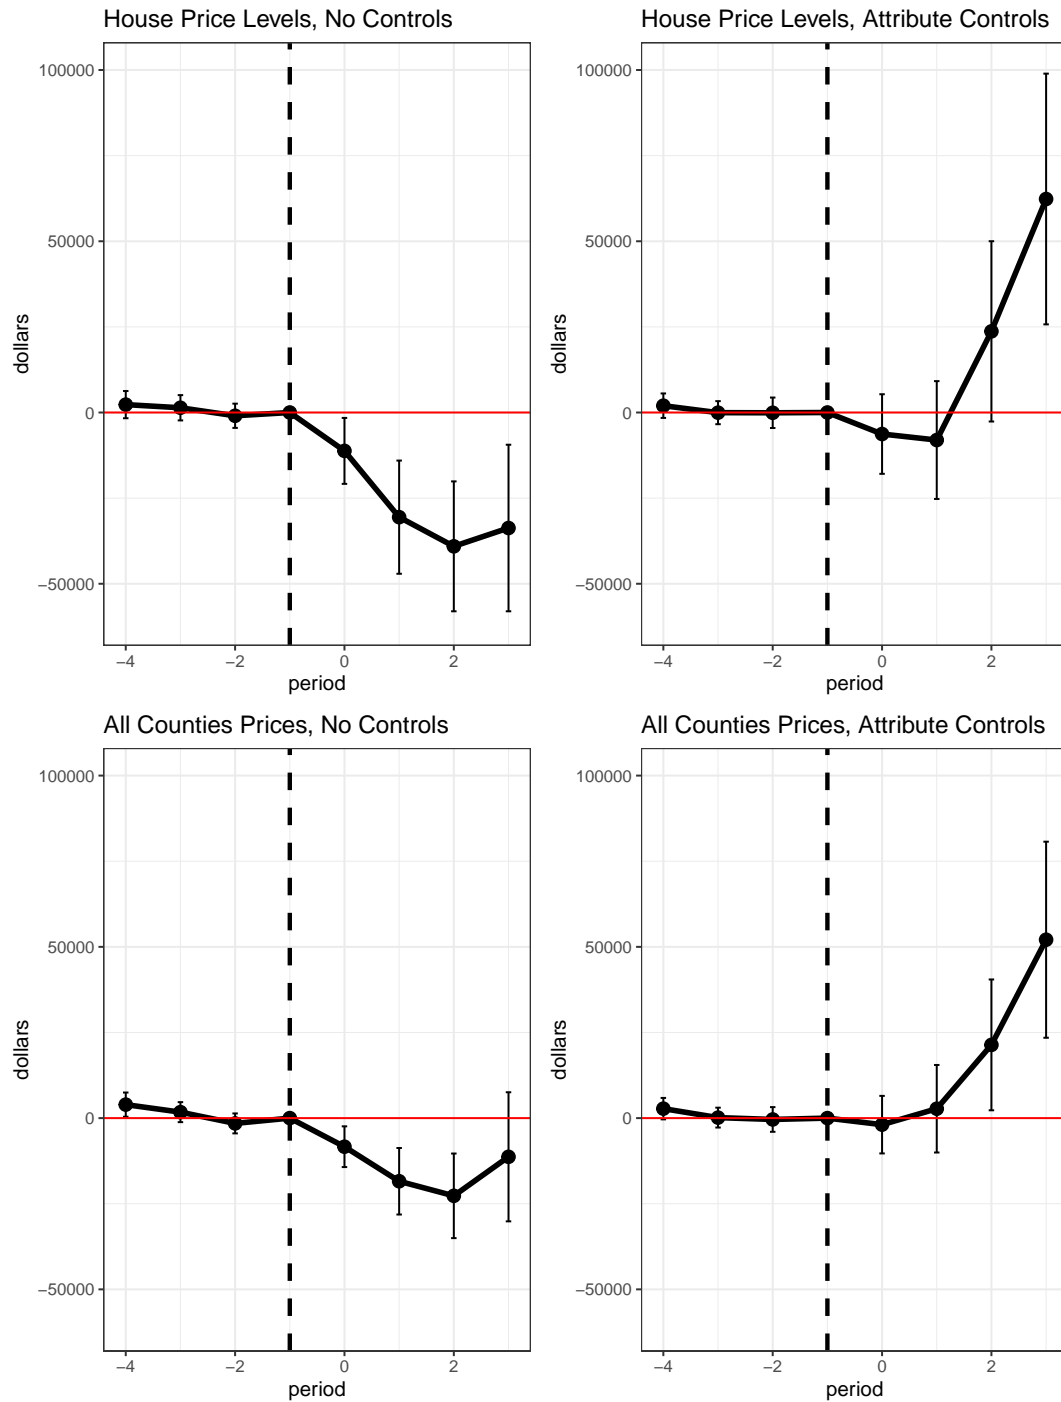 House Price Levels, No Controls
100000
50000
0
−50000
dollars
−4
−2
0
2
period
House Price Levels, Attribute Controls
100000
50000
0
−50000
dollars
−4
−2
0
2
period
All Counties Prices, No Controls
100000
50000
0
−50000
dollars
−4
−2
0
2
period
All Counties Prices, Attribute Controls
100000
50000
0
−50000
dollars
−4
−2
0
2
period